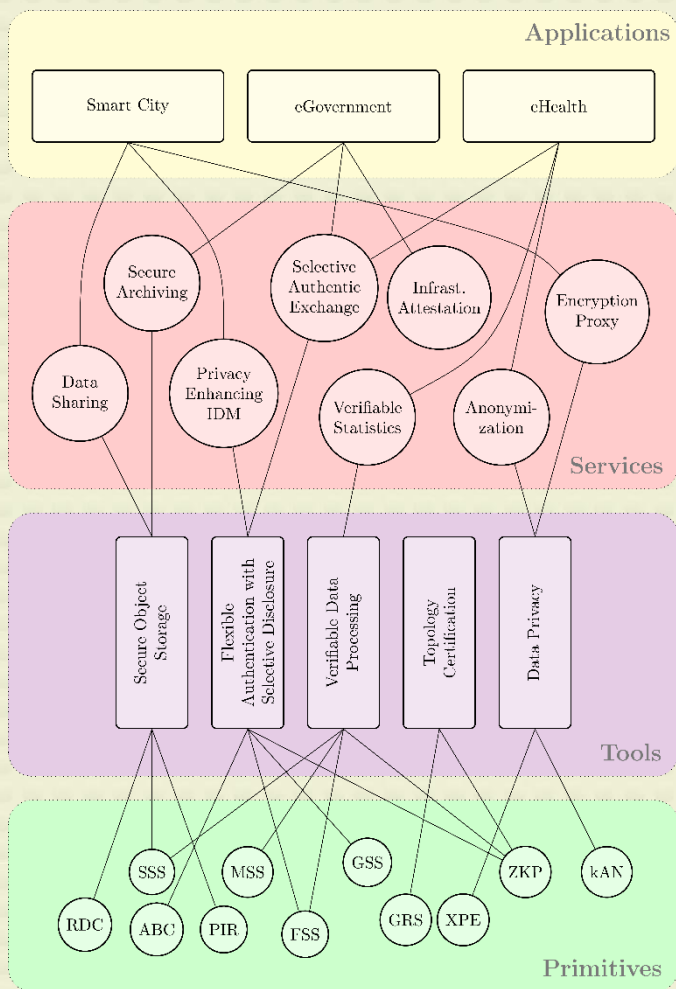 Applications
Smart City
eGovernment
eHealth
Secure
Archiving
Selective
Authentic
Exchange
Infrast.
Attestation
Encryption
Proxy
Data
Sharing
Privacy
Enhancing
IDM
Verifiable
Statistics
Anonymi-
zation
Services
Secure Object
Storage
Flexible
Authentication with
Selective Disclosure
Verifiable Data
Processing
Topology
Certification
Data Privacy
Tools
SSS
MSS
GSS
ZKP
kAN
RDC
ABC
PIR
FSS
GRS
XPE
Primitives